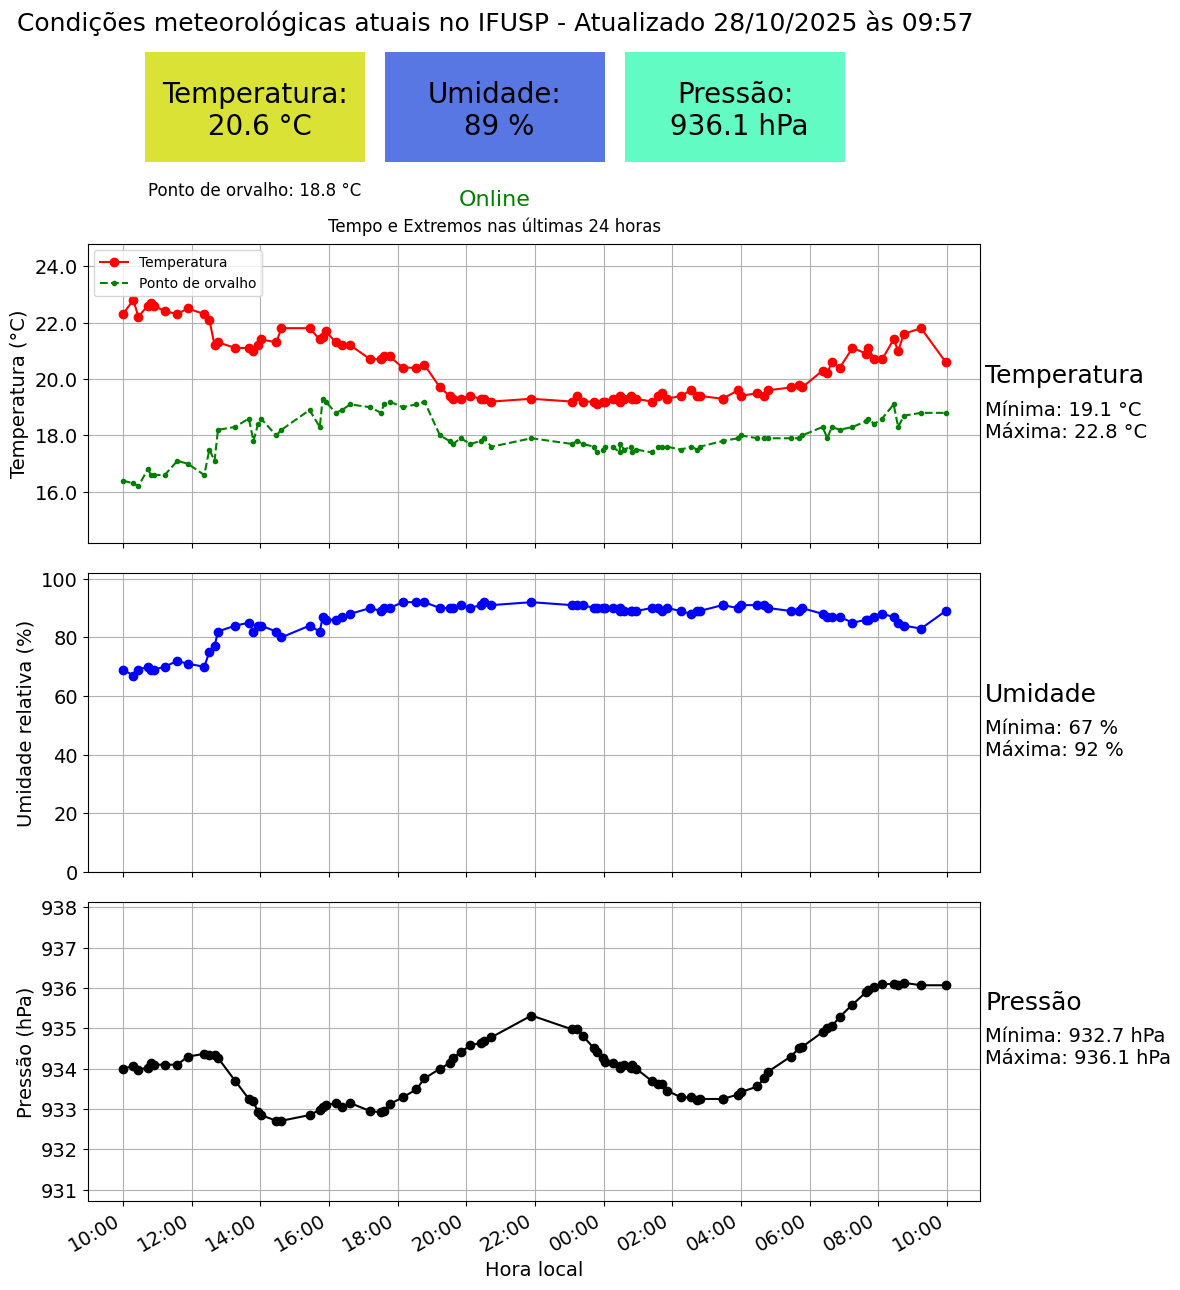 Condições meteorológicas atuais no IFUSP - Atualizado 28/10/2025 às 09:57
Temperatura:
20.6 °C
Umidade:
89 %
Pressão:
936.1 hPa
Ponto de orvalho: 18.8 °C
Online
Tempo e Extremos nas últimas 24 horas
Temperatura (°C)
24.0
22.0
20.0
18.0
16.0
Temperatura
Ponto de orvalho
Temperatura
Mínima: 19.1 °C
Máxima: 22.8 °C
Umidade relativa (%)
100
80
60
40
20
0
Umidade
Mínima: 67 %
Máxima: 92 %
Pressão (hPa)
938
937
936
935
934
933
932
931
Pressão
Mínima: 932.7 hPa
Máxima: 936.1 hPa
10:00 12:00 14:00 16:00 18:00 20:00 22:00 00:00 02:00 04:00 06:00 08:00 10:00
Hora local